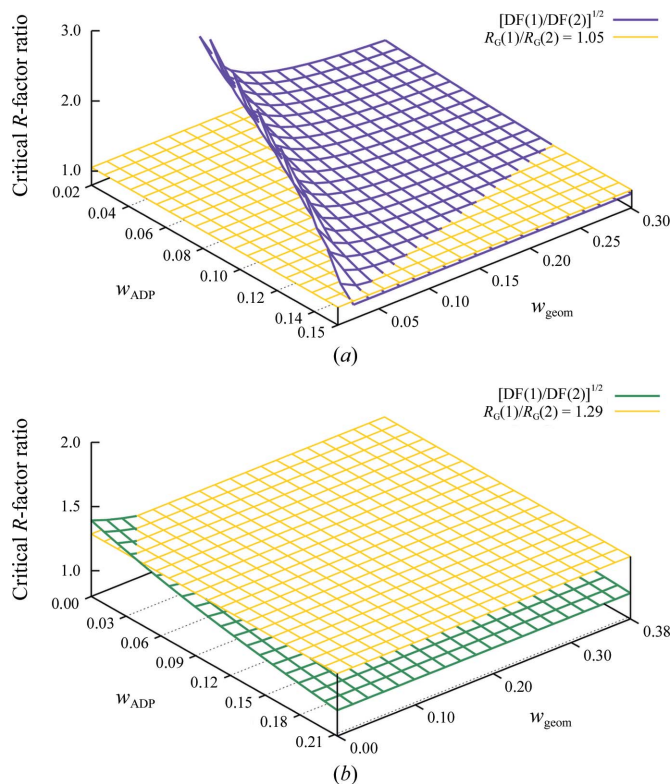 [DF(1)/DF(2)]^1/2
R_G(1)/R_G(2) = 1.05
Critical R-factor ratio
3.0
2.0
1.0
0.02
0.04
0.06
0.08
0.10
0.12
0.14
0.15
w_ADP
0.05
0.10
0.15
0.20
0.25
0.30
w_geom
(a)
[DF(1)/DF(2)]^1/2
R_G(1)/R_G(2) = 1.29
Critical R-factor ratio
2.0
1.5
1.0
0.00
0.03
0.06
0.09
0.12
0.15
0.18
0.21
w_ADP
0.00
0.10
0.20
0.30
0.38
w_geom
(b)